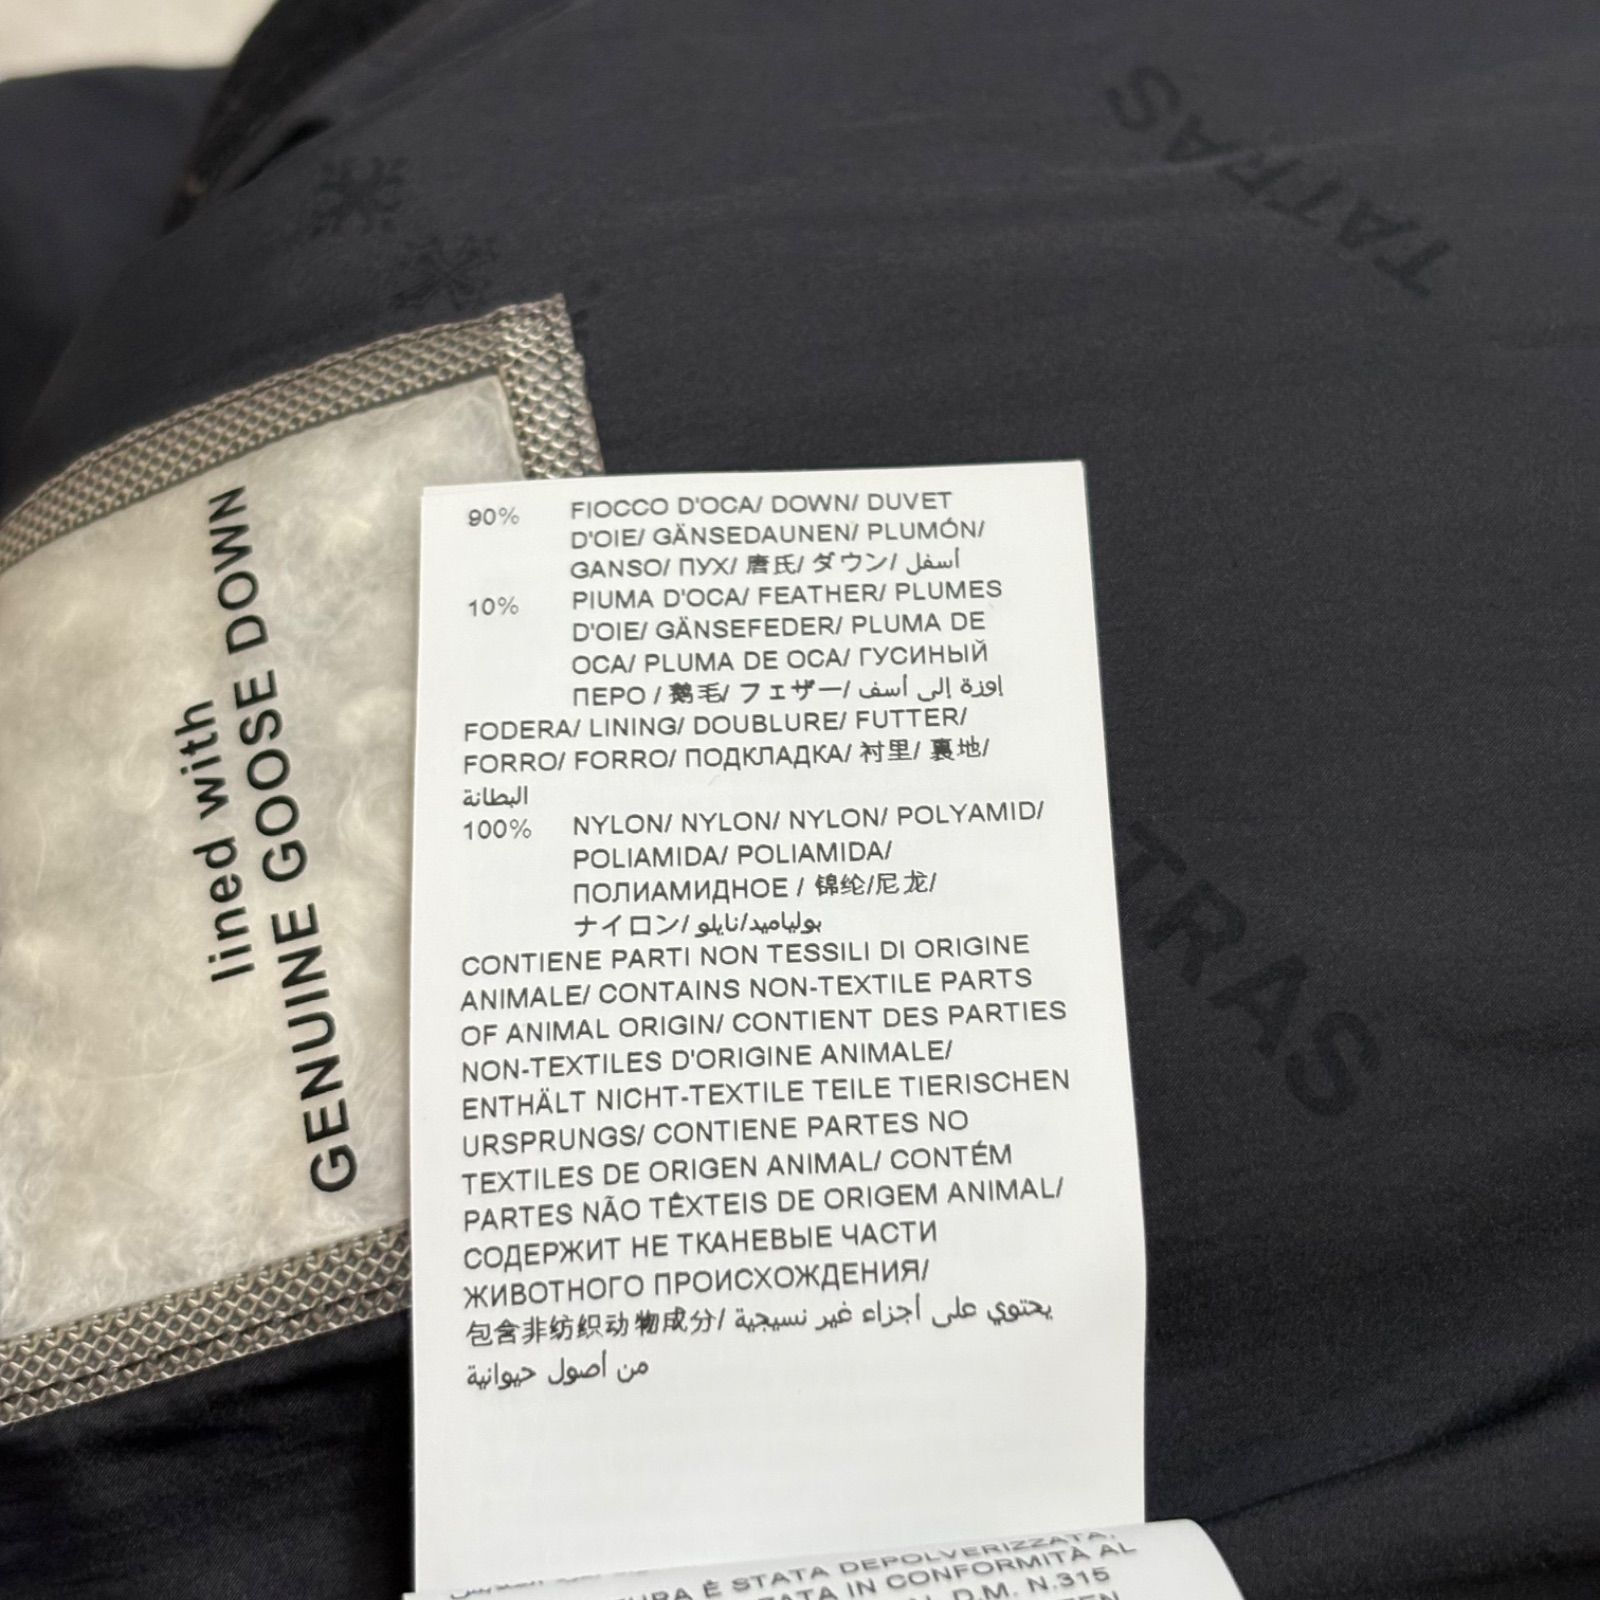 TATRAS
lined with
GENUINE GOOSE DOWN
90% FIOCCO D'OCA/ DOWN/ DUVET
D'OIE/ GÄNSEDAUNEN/ PLUMÓN/
GANSO/ ПУХ/ 唐氏/ ダウン/ أسفل
10% PIUMA D'OCA/ FEATHER/ PLUMES
D'OIE/ GÄNSEFEDER/ PLUMA DE
OCA/ PLUMA DE OCA/ ГУСИНЫЙ
ПЕРО / 鹅毛/ フェザー/ إوزة إلى أسف
FODERA/ LINING/ DOUBLURE/ FUTTER/
FORRO/ FORRO/ ПОДКЛАДКА/ 衬里/ 裏地/
البطانة
100% NYLON/ NYLON/ NYLON/ POLYAMID/
POLIAMIDA/ POLIAMIDA/
ПОЛИАМИДНОЕ / 锦纶/尼龙/
ナイロン/ بولياميد/نايلو
CONTIENE PARTI NON TESSILI DI ORIGINE
ANIMALE/ CONTAINS NON-TEXTILE PARTS
OF ANIMAL ORIGIN/ CONTIENT DES PARTIES
NON-TEXTILES D'ORIGINE ANIMALE/
ENTHÄLT NICHT-TEXTILE TEILE TIERISCHEN
URSPRUNGS/ CONTIENE PARTES NO
TEXTILES DE ORIGEN ANIMAL/ CONTÉM
PARTES NÃO TÊXTEIS DE ORIGEM ANIMAL/
СОДЕРЖИТ НЕ ТКАНЕВЫЕ ЧАСТИ
ЖИВОТНОГО ПРОИСХОЖДЕНИЯ/
包含非纺织动物成分/ يحتوي على أجزاء غير نسيجية
من أصول حيوانية
TRAS
È STATA DEPOLVERIZZATA,
IN CONFORMITÀ AL
D.M. N.315